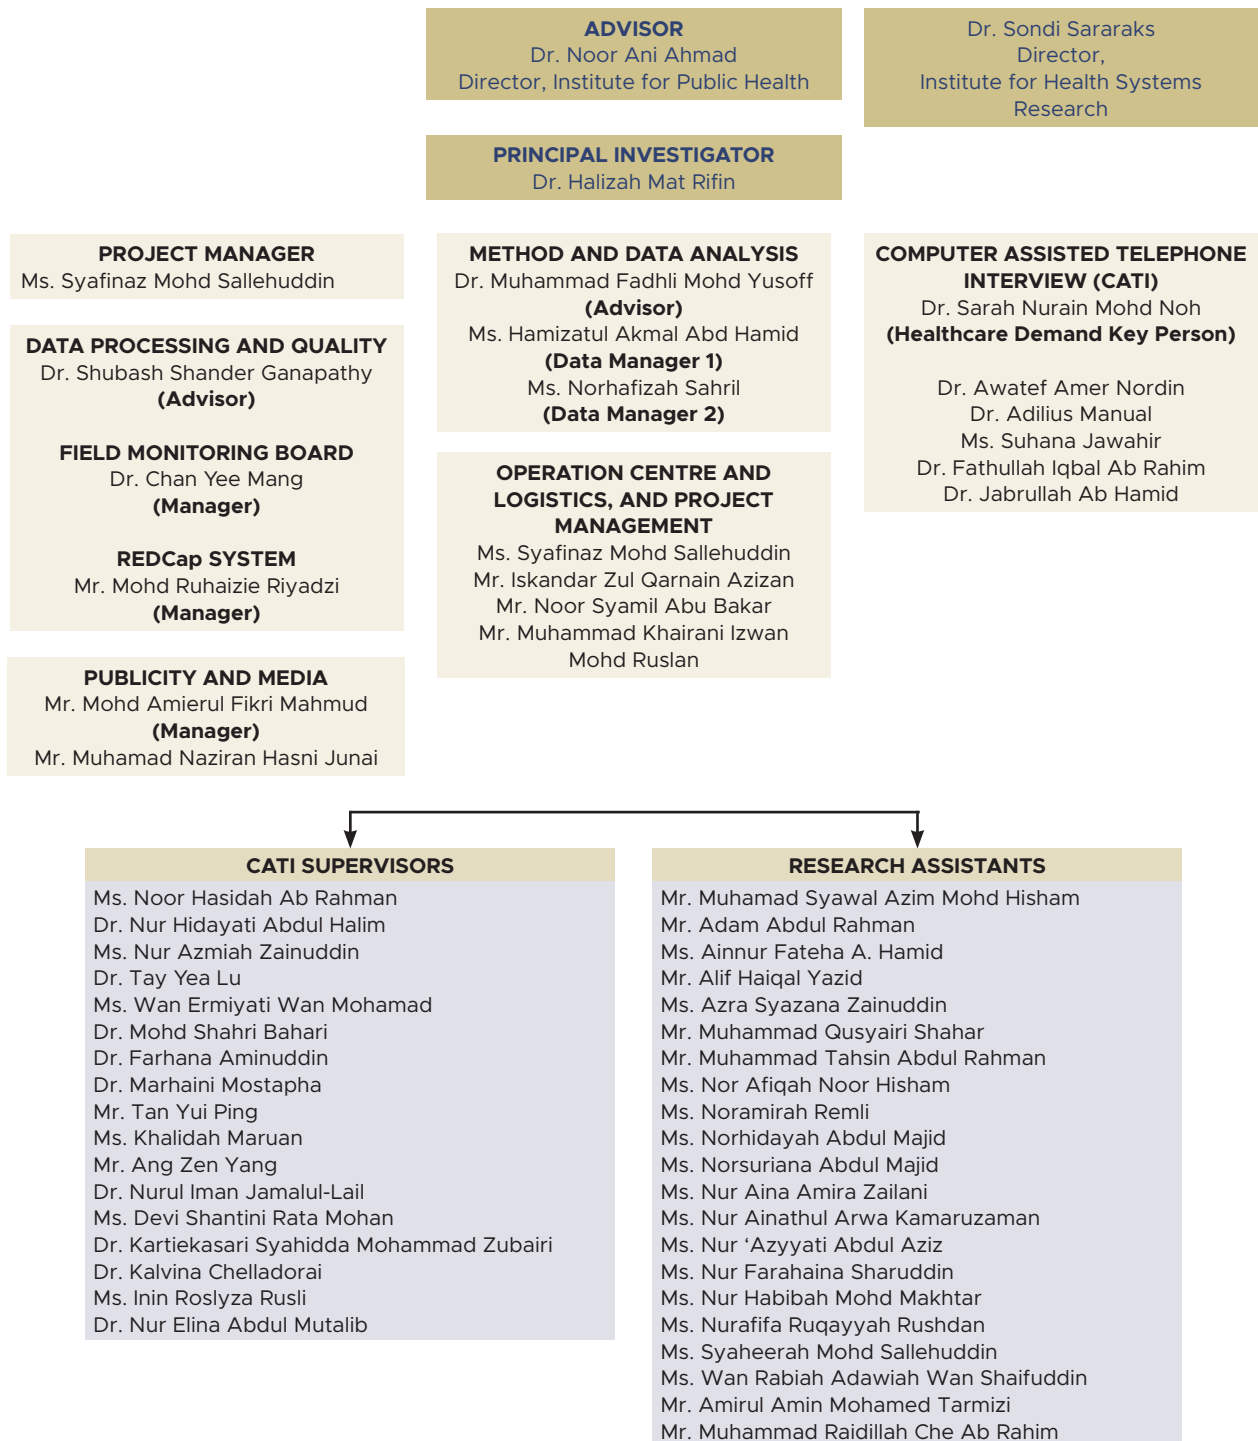 ADVISOR
Dr. Noor Ani Ahmad
Director, Institute for Public Health
Dr. Sondi Sararaks
Director,
Institute for Health Systems
Research
PRINCIPAL INVESTIGATOR
Dr. Halizah Mat Rifin
PROJECT MANAGER
Ms. Syafinaz Mohd Sallehuddin
DATA PROCESSING AND QUALITY
Dr. Shubash Shander Ganapathy
(Advisor)
FIELD MONITORING BOARD
Dr. Chan Yee Mang
(Manager)
REDCap SYSTEM
Mr. Mohd Ruhaizie Riyadzi
(Manager)
PUBLICITY AND MEDIA
Mr. Mohd Amierul Fikri Mahmud
(Manager)
Mr. Muhamad Naziran Hasni Junai
METHOD AND DATA ANALYSIS
Dr. Muhammad Fadhli Mohd Yusoff
(Advisor)
Ms. Hamizatul Akmal Abd Hamid
(Data Manager 1)
Ms. Norhafizah Sahril
(Data Manager 2)
OPERATION CENTRE AND
LOGISTICS, AND PROJECT
MANAGEMENT
Ms. Syafinaz Mohd Sallehuddin
Mr. Iskandar Zul Qarnain Azizan
Mr. Noor Syamil Abu Bakar
Mr. Muhammad Khairani Izwan
Mohd Ruslan
COMPUTER ASSISTED TELEPHONE
INTERVIEW (CATI)
Dr. Sarah Nurain Mohd Noh
(Healthcare Demand Key Person)
Dr. Awatef Amer Nordin
Dr. Adilius Manual
Ms. Suhana Jawahir
Dr. Fathullah Iqbal Ab Rahim
Dr. Jabrullah Ab Hamid
CATI SUPERVISORS
Ms. Noor Hasidah Ab Rahman
Dr. Nur Hidayati Abdul Halim
Ms. Nur Azmiah Zainuddin
Dr. Tay Yea Lu
Ms. Wan Ermiyati Wan Mohamad
Dr. Mohd Shahri Bahari
Dr. Farhana Aminuddin
Dr. Marhaini Mostapha
Mr. Tan Yui Ping
Ms. Khalidah Maruan
Mr. Ang Zen Yang
Dr. Nurul Iman Jamalul-Lail
Ms. Devi Shantini Rata Mohan
Dr. Kartiekasari Syahidda Mohammad Zubairi
Dr. Kalvina Chelladorai
Ms. Inin Roslyza Rusli
Dr. Nur Elina Abdul Mutalib
RESEARCH ASSISTANTS
Mr. Muhamad Syawal Azim Mohd Hisham
Mr. Adam Abdul Rahman
Ms. Ainnur Fateha A. Hamid
Mr. Alif Haiqal Yazid
Ms. Azra Syazana Zainuddin
Mr. Muhammad Qusyairi Shahar
Mr. Muhammad Tahsin Abdul Rahman
Ms. Nor Afiqah Noor Hisham
Ms. Noramirah Remli
Ms. Norhidayah Abdul Majid
Ms. Norsuriana Abdul Majid
Ms. Nur Aina Amira Zailani
Ms. Nur Ainathul Arwa Kamaruzaman
Ms. Nur ‘Azyyati Abdul Aziz
Ms. Nur Farahaina Sharuddin
Ms. Nur Habibah Mohd Makhtar
Ms. Nurafifa Ruqayyah Rushdan
Ms. Syaheerah Mohd Sallehuddin
Ms. Wan Rabiah Adawiah Wan Shaifuddin
Mr. Amirul Amin Mohamed Tarmizi
Mr. Muhammad Raidillah Che Ab Rahim